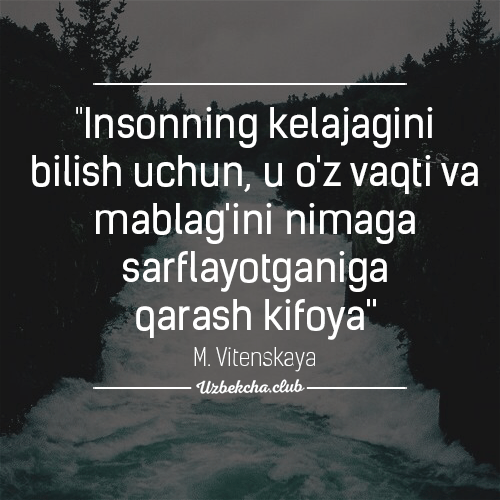 "Insonning kelajagini
bilish uchun, u o'z vaqti va
mablag'ini nimaga
sarflayotganiga
qarash kifoya"
M. Vitenskaya
Uzbekcha.club